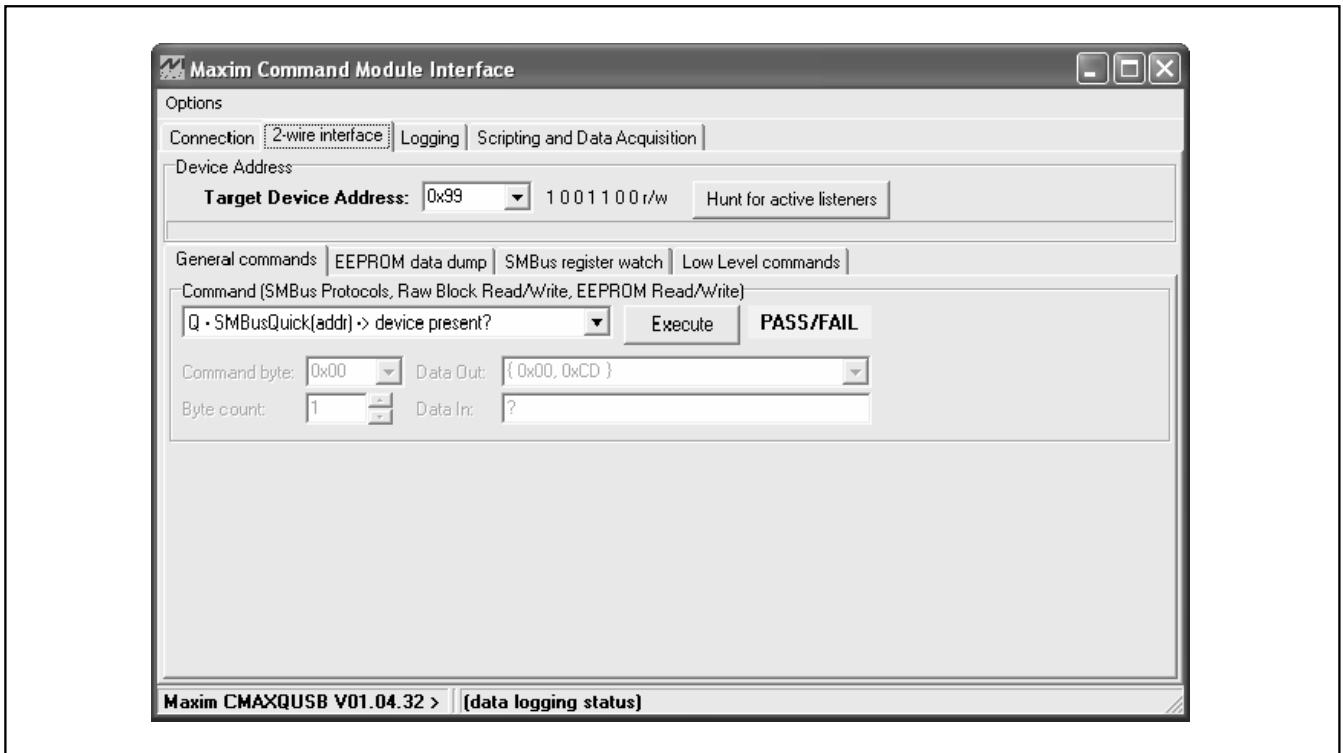 Maxim Command Module Interface
Options
Connection 2-wire interface Logging Scripting and Data Acquisition
Device Address
Target Device Address: 0x99 1 0 0 1 1 0 0 r/w Hunt for active listeners
General commands EEPROM data dump SMBus register watch Low Level commands
Command (SMBus Protocols, Raw Block Read/Write, EEPROM Read/Write)
Q - SMBusQuick(addr) -> device present? Execute PASS/FAIL
Command byte: 0x00 Data Out: { 0x00, 0xCD }
Byte count: 1 Data In: ?
Maxim CMAXQUSB V01.04.32 > (data logging status)